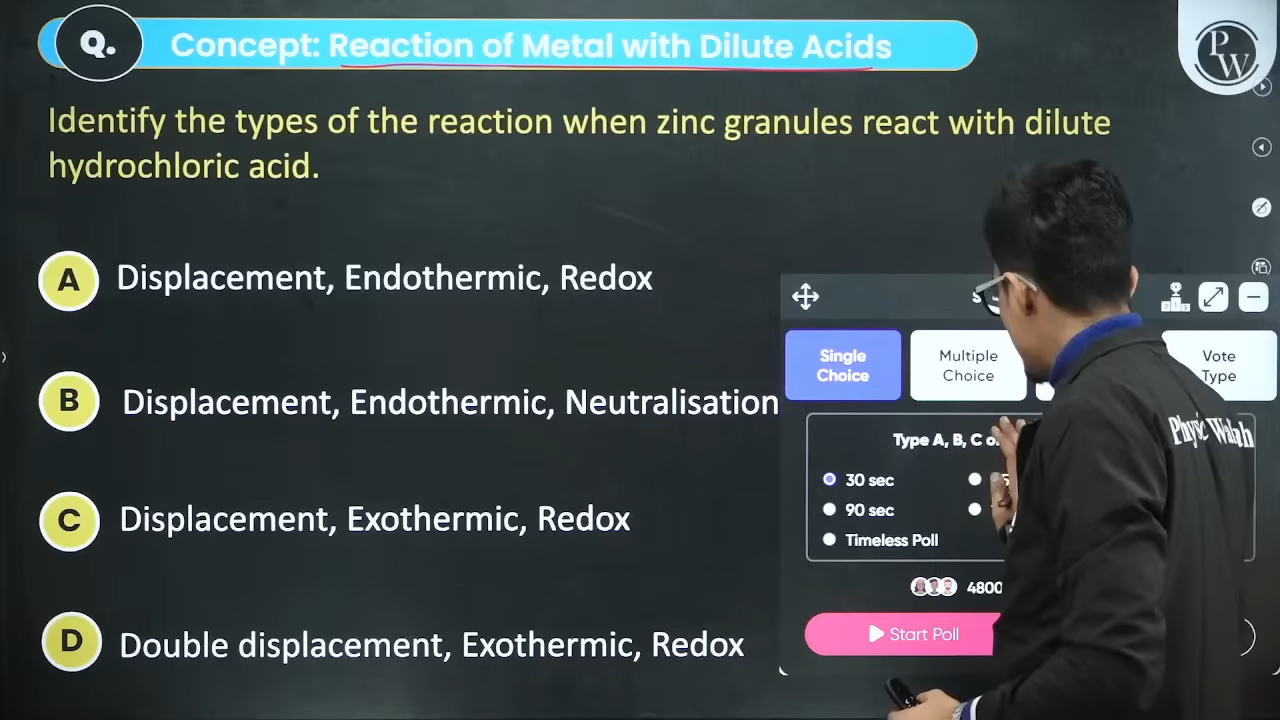 Q.
Concept: Reaction of Metal with Dilute Acids
PW
Identify the types of the reaction when zinc granules react with dilute
hydrochloric acid.
A Displacement, Endothermic, Redox
B Displacement, Endothermic, Neutralisation
C Displacement, Exothermic, Redox
D Double displacement, Exothermic, Redox
Single
Choice
Multiple
Choice
Vote
Type
Type A, B, C
30 sec
90 sec
Timeless Poll
4800
Start Poll